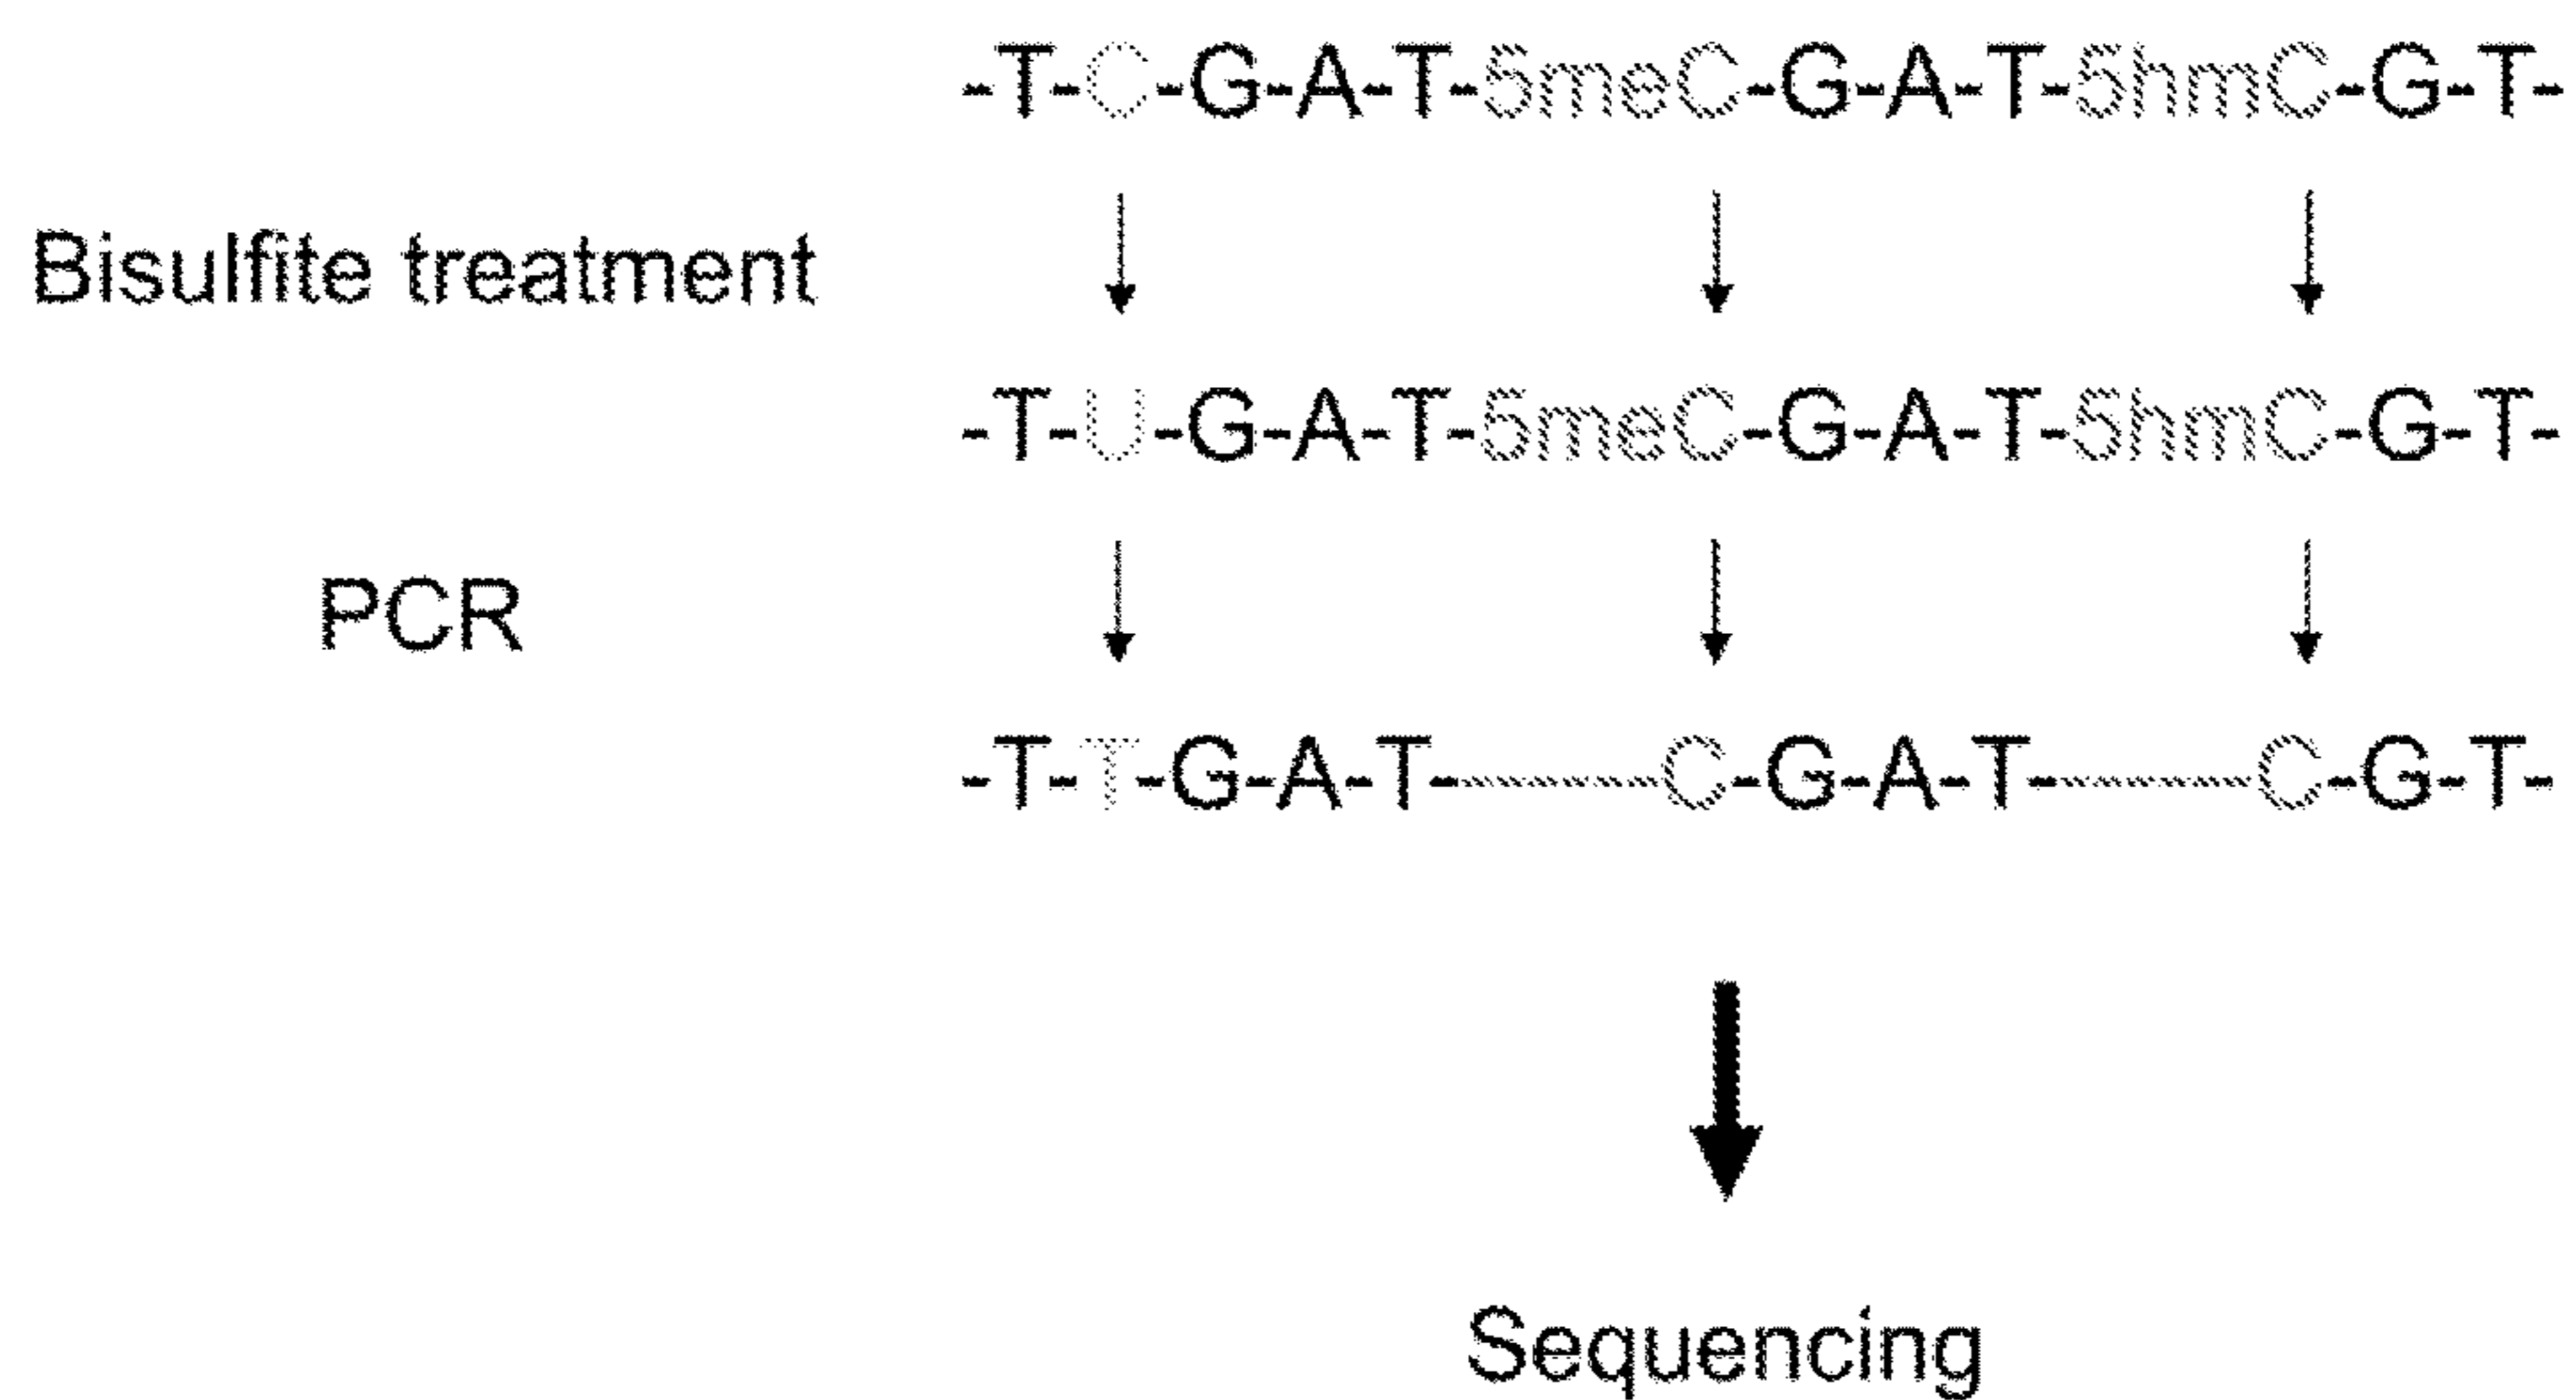 -T-C-G-A-T-5meC-G-A-T-5hmC-G-T-
Bisulfite treatment
-T-U-G-A-T-5meC-G-A-T-5hmC-G-T-
PCR
-T-T-G-A-T-------C-G-A-T-------C-G-T-
Sequencing